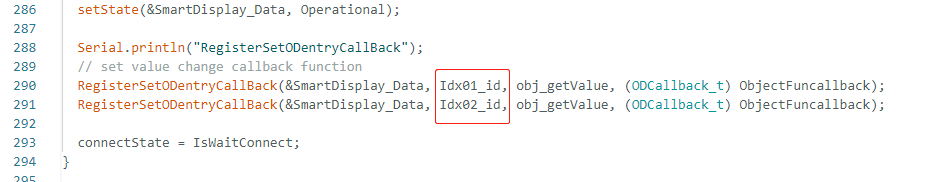 286 setState(&SmartDisplay_Data, Operational);
287
288 Serial.println("RegisterSetODentryCallBack");
289 // set value change callback function
290 RegisterSetODentryCallBack(&SmartDisplay_Data, Idx01_id, obj_getValue, (ODCallback_t) ObjectFuncallback);
291 RegisterSetODentryCallBack(&SmartDisplay_Data, Idx02_id, obj_getValue, (ODCallback_t) ObjectFuncallback);
292
293 connectState = IsWaitConnect;
294 }
295